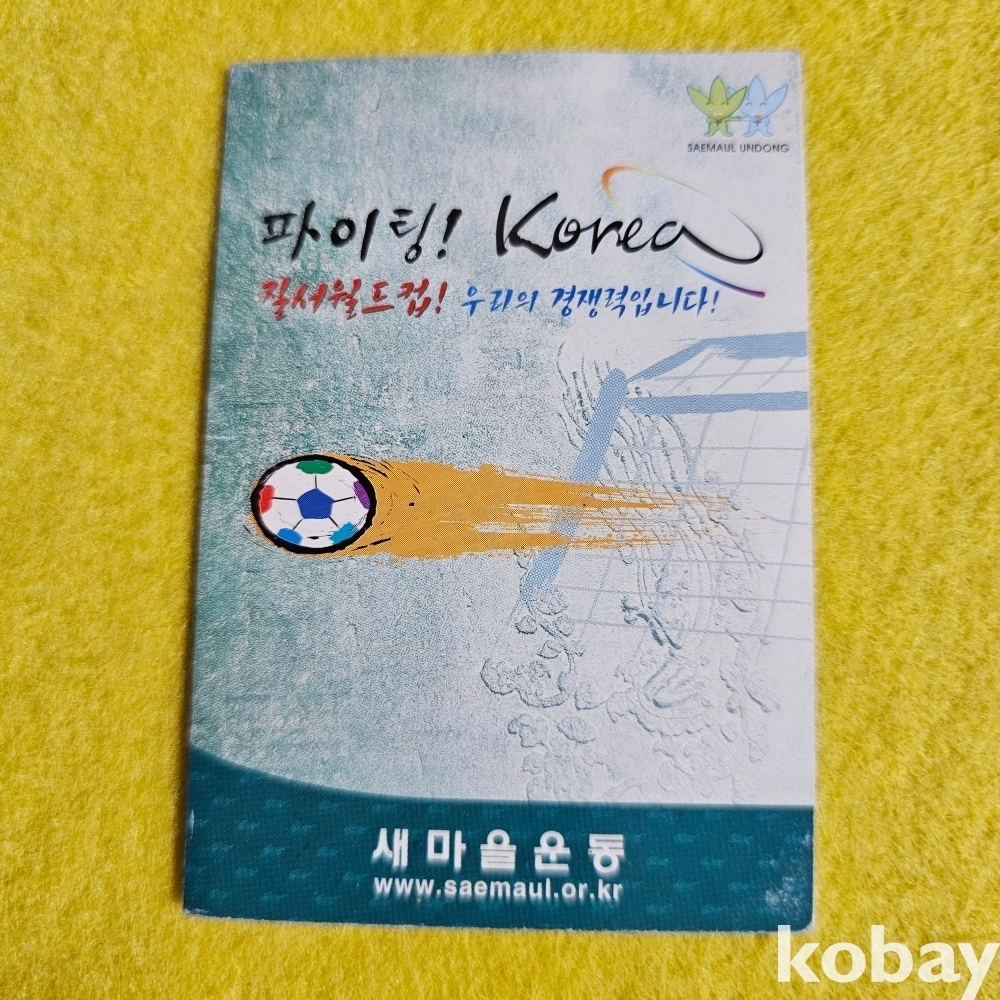 SAEMAUL UNDONG
파이팅! Korea
질서월드컵! 우리의 경쟁력입니다!
새마을운동
www.saemaul.or.kr
kobay